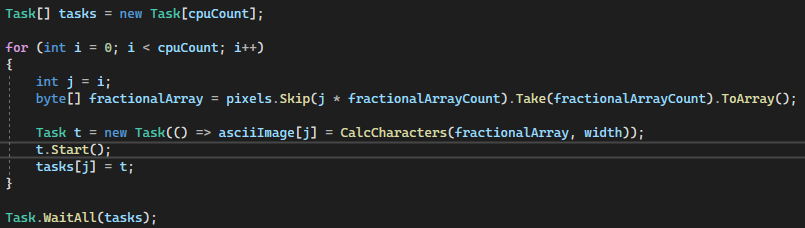 Task[] tasks = new Task[cpuCount];
for (int i = 0; i < cpuCount; i++)
{
int j = i;
byte[] fractionalArray = pixels.Skip(j * fractionalArrayCount).Take(fractionalArrayCount).ToArray();
Task t = new Task(() => asciiImage[j] = CalcCharacters(fractionalArray, width));
t.Start();
tasks[j] = t;
}
Task.WaitAll(tasks);